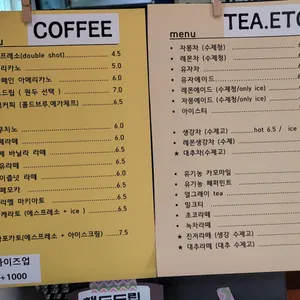 COFFEE
프레소(double shot) 4.5
리카노 5.0
페인 아메리카노 6.0
드립 ( 원두 선택 ) 7.0
치커피 (콜드브루,예가체프) 6.5
푸치노 6.0
페라떼 6.0
제 바닐라 라떼 6.5
이즐넛 라떼 6.5
페모카 6.5
라멜 마키아토 6.5
케라토 (에스프레소 + ice ) 6.5
포카토(에스프레소 + 아이스크림) 7.5
사이즈업
+1000
TEA.ETC
menu
자몽차 (수제청)
레몬차 (수제청)
유자차
유자에이드
레몬에이드 (수제청/only ice)
자몽에이드 (수제청/only ice)
아이스티
생강차 (수제고) hot 6.5 / ice
레몬생강차 (수제)
★ 대추차(수제고)
유기농 카모마일
유기농 페퍼민트
얼그레이 tea
밀크티
초코라떼
녹차라떼
진저라떼 (생강 수제고)
★ 대추라떼 (대추 수제고)
핸드드립